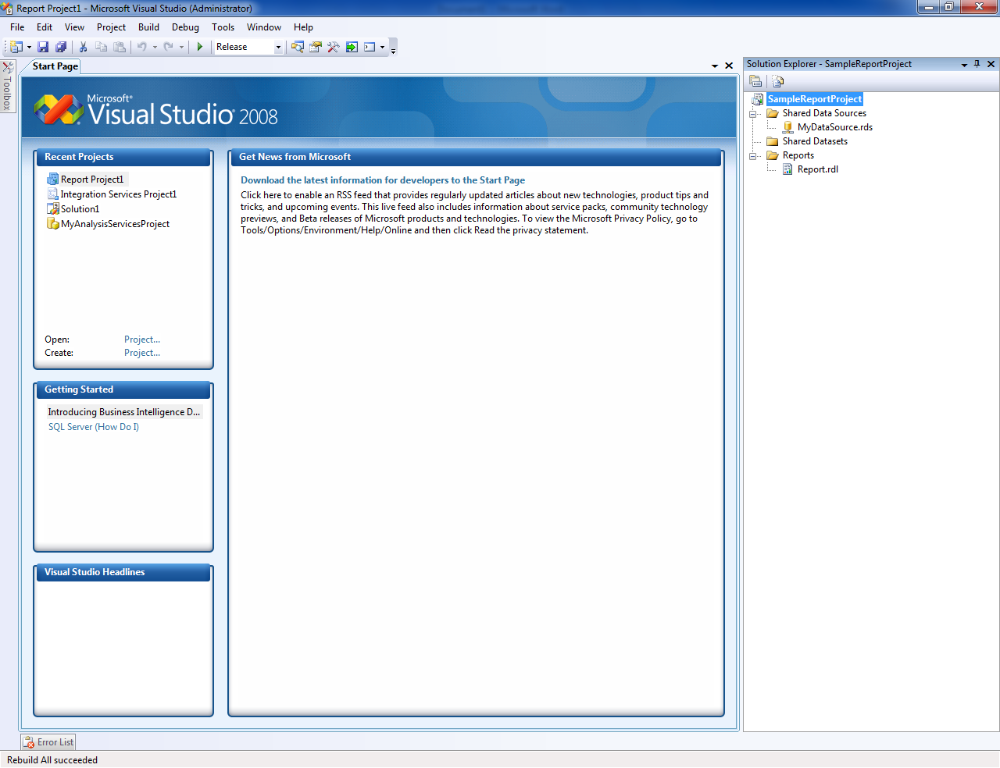 Report Project1 - Microsoft Visual Studio (Administrator)
File Edit View Project Build Debug Tools Window Help
Release
Toolbox
Start Page
Microsoft®
Visual Studio® 2008
Recent Projects
Report Project1
Integration Services Project1
Solution1
MyAnalysisServicesProject
Open: Project...
Create: Project...
Getting Started
Introducing Business Intelligence D...
SQL Server (How Do I)
Visual Studio Headlines
Get News from Microsoft
Download the latest information for developers to the Start Page
Click here to enable an RSS feed that provides regularly updated articles about new technologies, product tips and
tricks, and upcoming events. This live feed also includes information about service packs, community technology
previews, and Beta releases of Microsoft products and technologies. To view the Microsoft Privacy Policy, go to
Tools/Options/Environment/Help/Online and then click Read the privacy statement.
Solution Explorer - SampleReportProject
SampleReportProject
Shared Data Sources
MyDataSource.rds
Shared Datasets
Reports
Report.rdl
Error List
Rebuild All succeeded